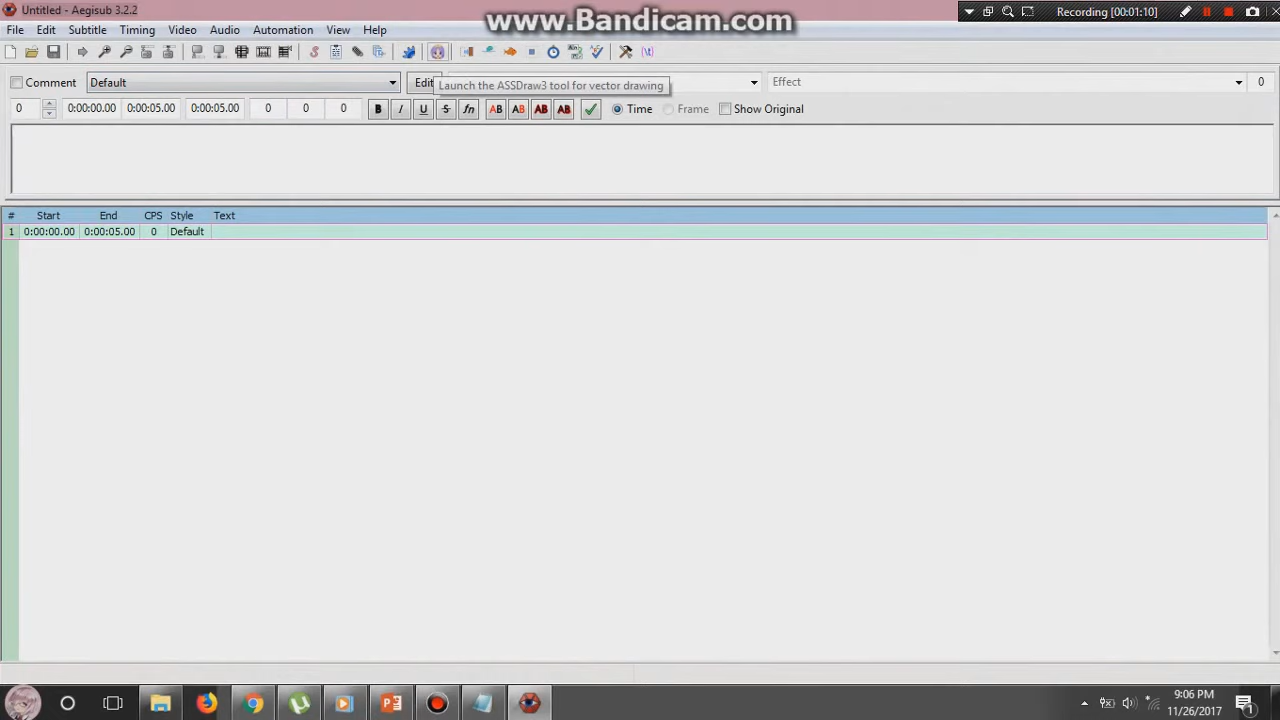 Untitled - Aegisub 3.2.2
www.Bandicam.com
Recording [00:01:10]
File Edit Subtitle Timing Video Audio Automation View Help
Comment Default Edit Effect 0
Launch the ASSDraw3 tool for vector drawing
0 0:00:00.00 0:00:05.00 0:00:05.00 0 0 0 B I U S fn AB AB AB AB Time Frame Show Original
# Start End CPS Style Text
1 0:00:00.00 0:00:05.00 0 Default
9:06 PM
11/26/2017
1